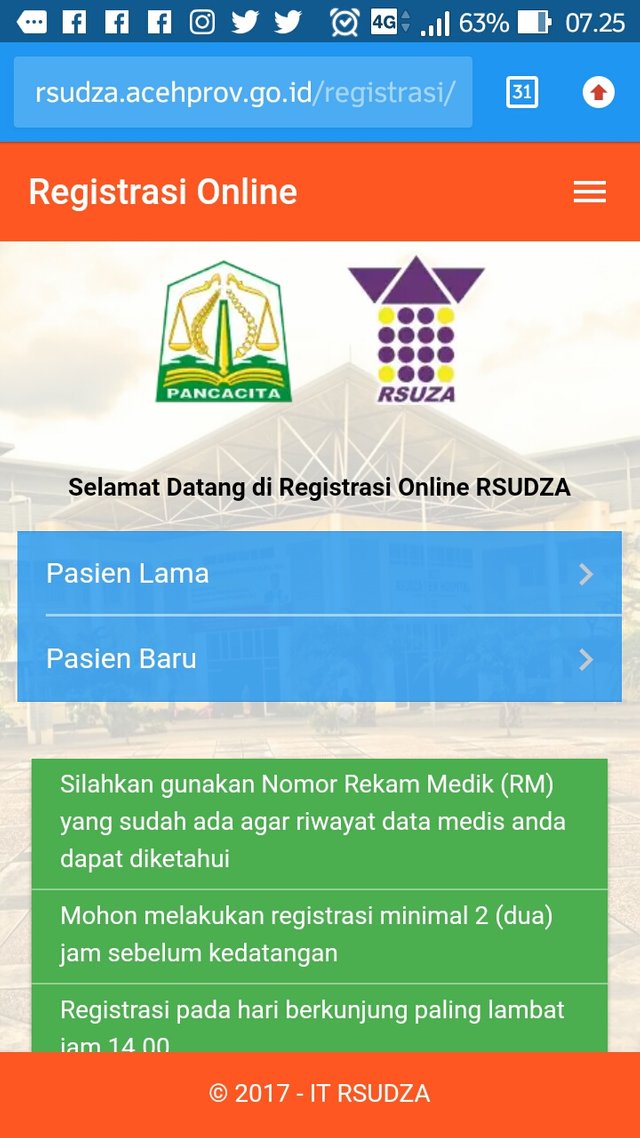 4G 63% 07.25
rsudza.acehprov.go.id/registrasi/ 31
Registrasi Online
PANCACITA RSUZA
Selamat Datang di Registrasi Online RSUDZA
Pasien Lama
Pasien Baru
Silahkan gunakan Nomor Rekam Medik (RM)
yang sudah ada agar riwayat data medis anda
dapat diketahui
Mohon melakukan registrasi minimal 2 (dua)
jam sebelum kedatangan
Registrasi pada hari berkunjung paling lambat
jam 14.00
© 2017 - IT RSUDZA